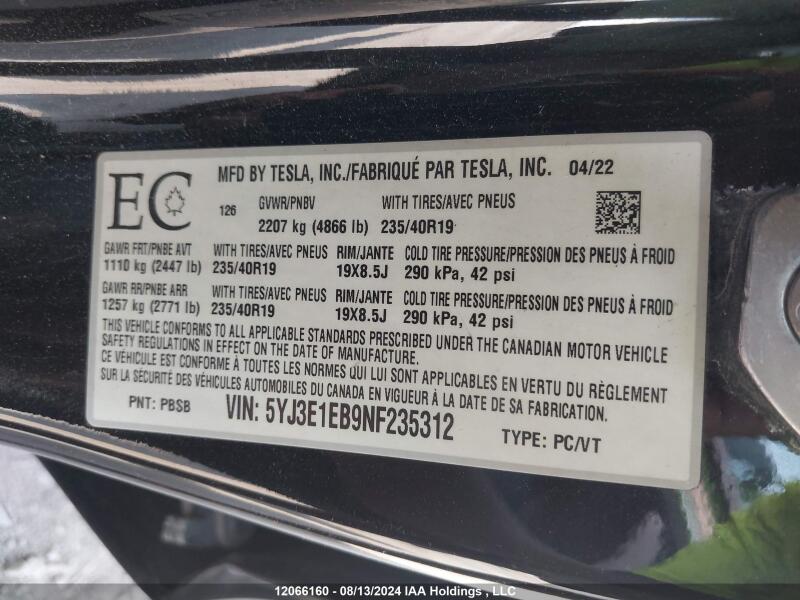 EC
MFD BY TESLA, INC./FABRIQUÉ PAR TESLA, INC. 04/22
126 GVWR/PNBV WITH TIRES/AVEC PNEUS
2207 kg (4866 lb) 235/40R19
GAWR FRT/PNBE AVT WITH TIRES/AVEC PNEUS RIM/JANTE COLD TIRE PRESSURE/PRESSION DES PNEUS À FROID
1110 kg (2447 lb) 235/40R19 19X8.5J 290 kPa, 42 psi
GAWR RR/PNBE ARR WITH TIRES/AVEC PNEUS RIM/JANTE COLD TIRE PRESSURE/PRESSION DES PNEUS À FROID
1257 kg (2771 lb) 235/40R19 19X8.5J 290 kPa, 42 psi
THIS VEHICLE CONFORMS TO ALL APPLICABLE STANDARDS PRESCRIBED UNDER THE CANADIAN MOTOR VEHICLE
SAFETY REGULATIONS IN EFFECT ON THE DATE OF MANUFACTURE.
CE VÉHICULE EST CONFORME À TOUTES LES NORMES QUI LUI SONT APPLICABLES EN VERTU DU RÈGLEMENT
SUR LA SÉCURITÉ DES VÉHICULES AUTOMOBILES DU CANADA EN VIGUEUR À LA DATE DE SA FABRICATION.
PNT: PBSB VIN: 5YJ3E1EB9NF235312 TYPE: PC/VT
12066160 - 08/13/2024 IAA Holdings , LLC